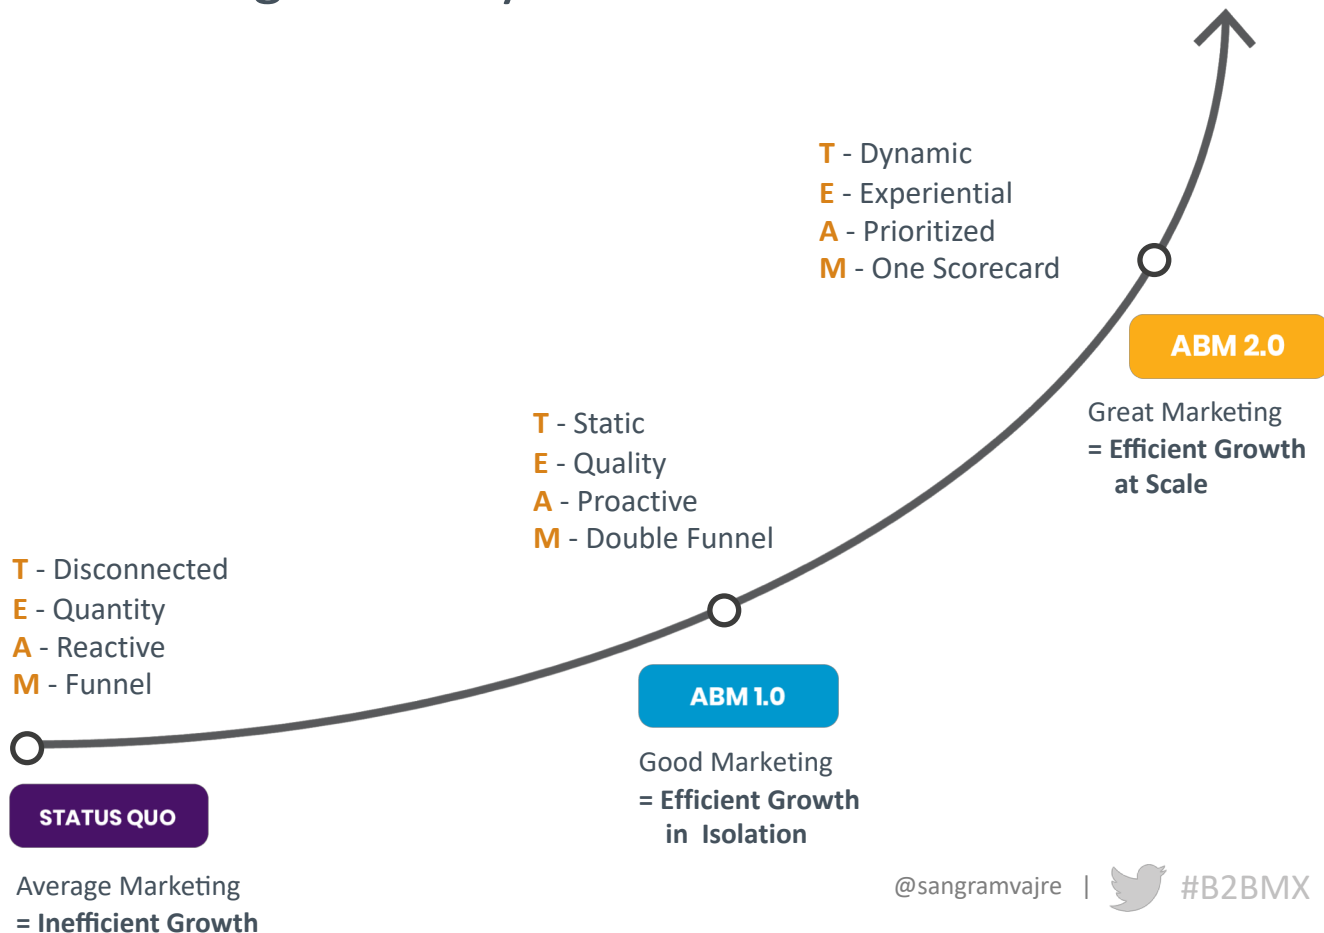 T - Dynamic
E - Experiential
A - Prioritized
M - One Scorecard
ABM 2.0
Great Marketing
= Efficient Growth
at Scale
T - Static
E - Quality
A - Proactive
M - Double Funnel
ABM 1.0
Good Marketing
= Efficient Growth
in Isolation
T - Disconnected
E - Quantity
A - Reactive
M - Funnel
STATUS QUO
Average Marketing
= Inefficient Growth
@sangramvajre | #B2BMX